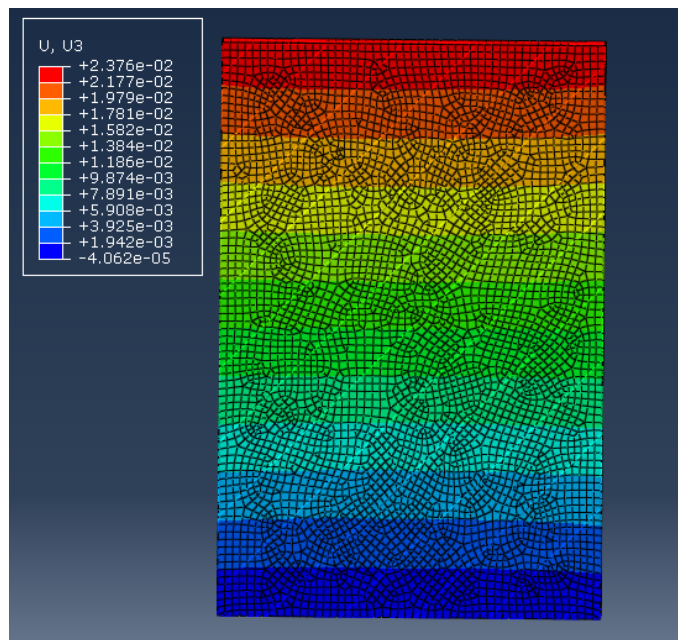 U, U3
+2.376e-02
+2.177e-02
+1.979e-02
+1.781e-02
+1.582e-02
+1.384e-02
+1.186e-02
+9.874e-03
+7.891e-03
+5.908e-03
+3.925e-03
+1.942e-03
-4.062e-05